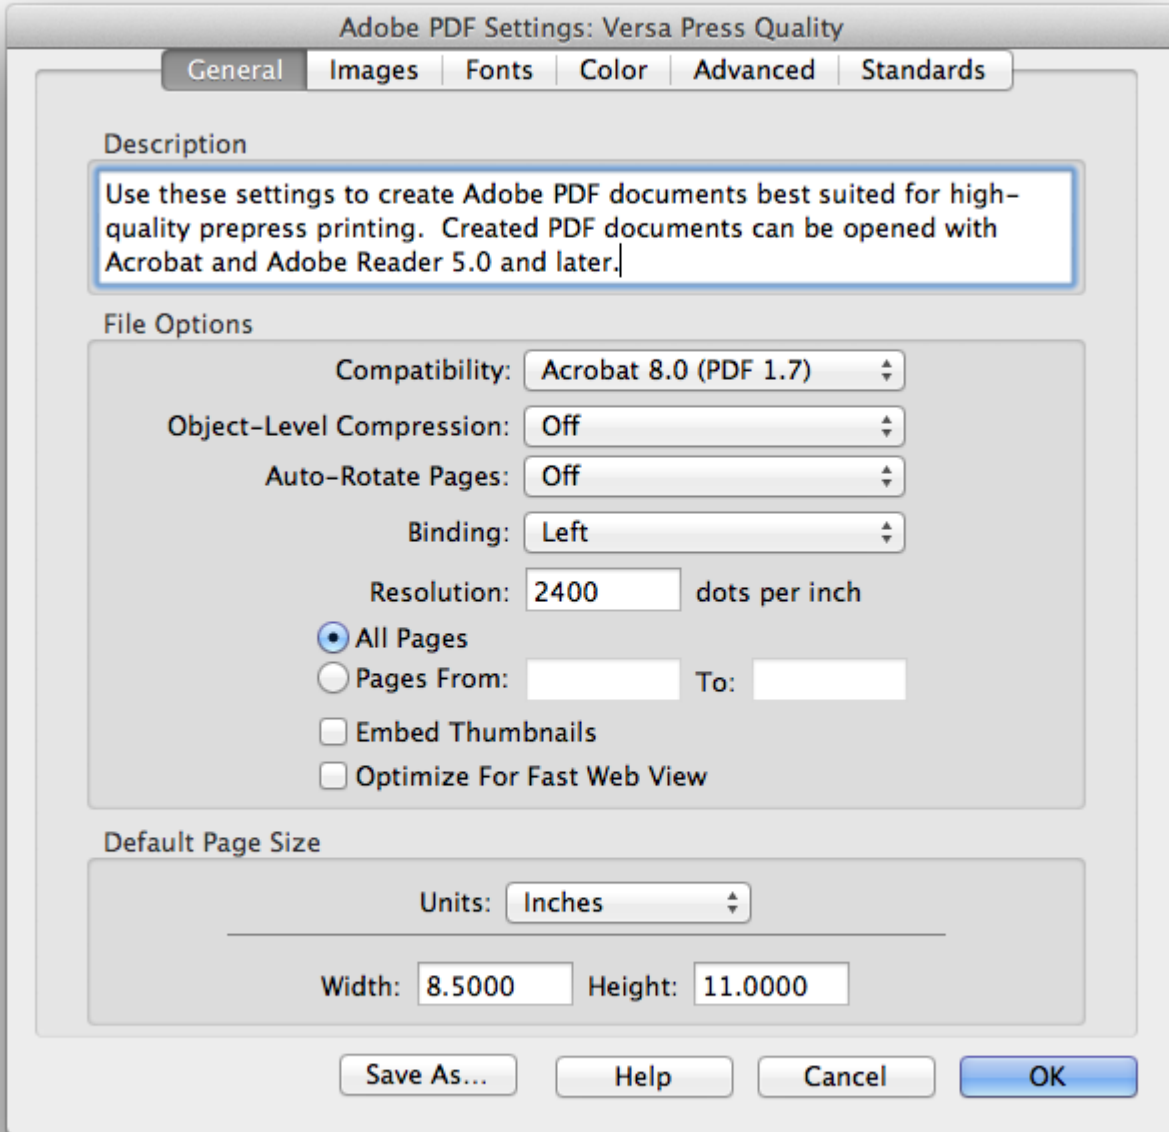 Adobe PDF Settings: Versa Press Quality
General Images Fonts Color Advanced Standards
Description
Use these settings to create Adobe PDF documents best suited for high-
quality prepress printing.  Created PDF documents can be opened with
Acrobat and Adobe Reader 5.0 and later.
File Options
Compatibility: Acrobat 8.0 (PDF 1.7)
Object-Level Compression: Off
Auto-Rotate Pages: Off
Binding: Left
Resolution: 2400 dots per inch
All Pages
Pages From: To:
Embed Thumbnails
Optimize For Fast Web View
Default Page Size
Units: Inches
Width: 8.5000 Height: 11.0000
Save As... Help Cancel OK